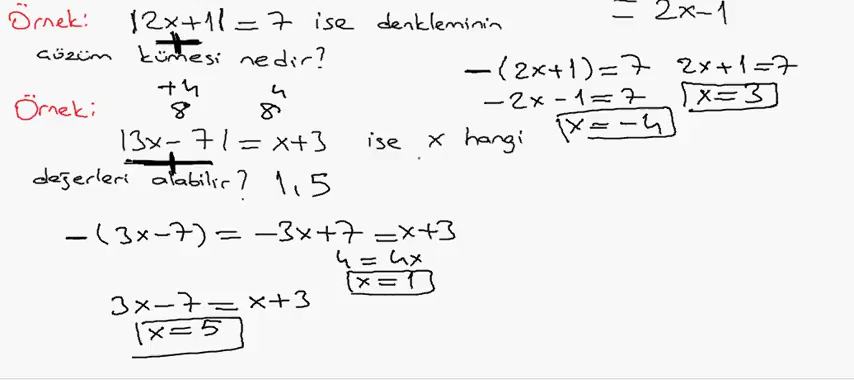 Örnek: |2x+1| = 7 ise denkleminin
çözüm kümesi nedir?
= 2x-1
-(2x+1)=7 2x+1=7
-2x-1=7 x=3
x=-4
+4 4
8 8
Örnek:
|3x-7| = x+3 ise x hangi
değerleri alabilir? 1,5
-(3x-7) = -3x+7 = x+3
4 = 4x
x=1
3x-7 = x+3
x=5